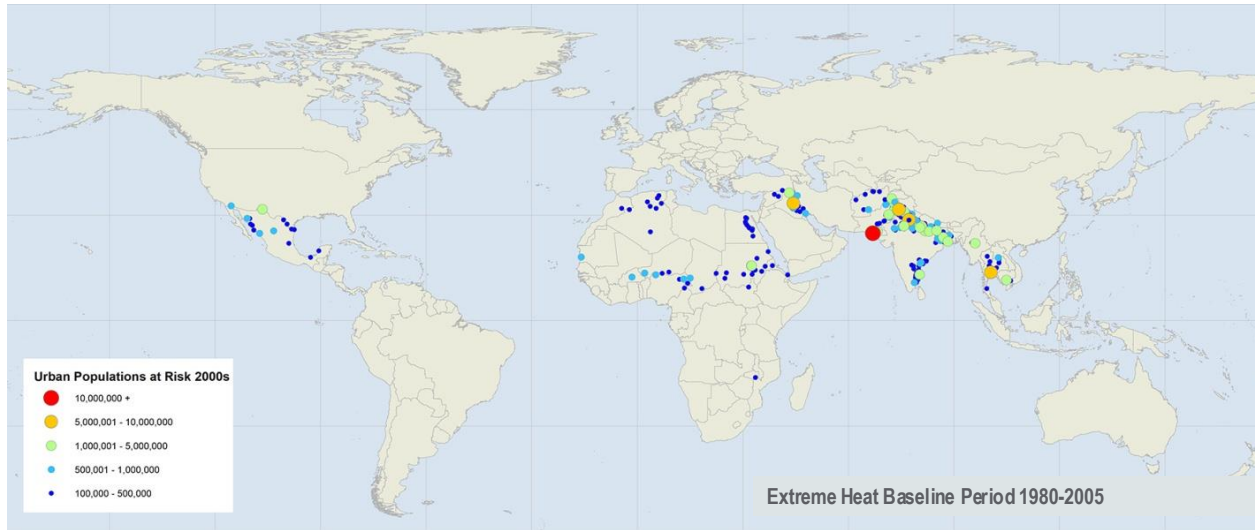 Urban Populations at Risk 2000s
10,000,000 +
5,000,001 - 10,000,000
1,000,001 - 5,000,000
500,001 - 1,000,000
100,000 - 500,000
Extreme Heat Baseline Period 1980-2005